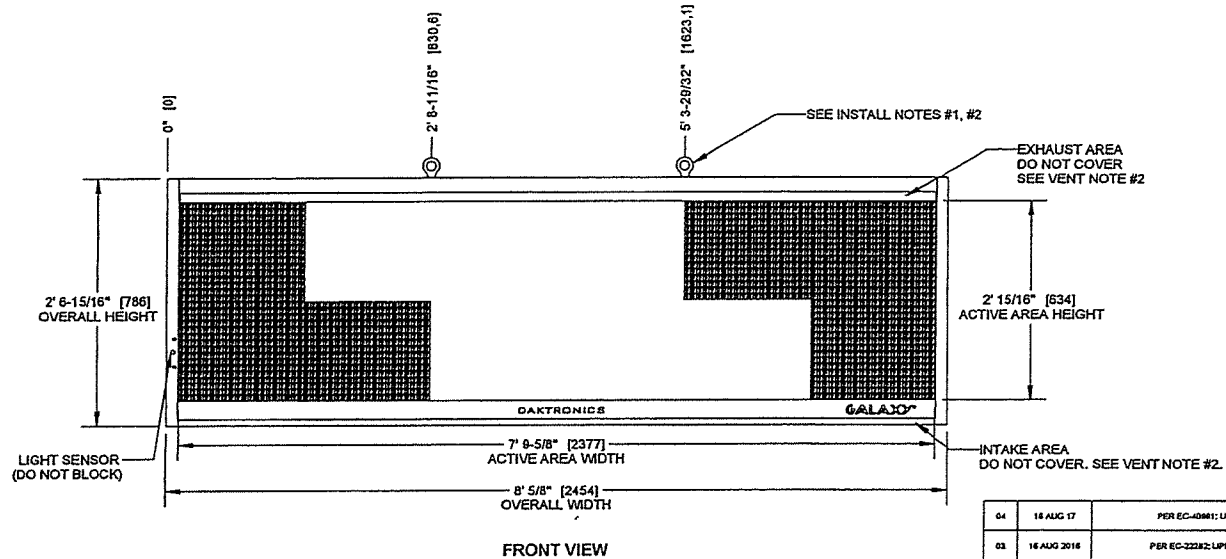 0" [0]
2' 8-11/16" [830,6]
5' 3-29/32" [1623,1]
SEE INSTALL NOTES #1, #2
EXHAUST AREA
DO NOT COVER
SEE VENT NOTE #2
2' 6-15/16" [786]
OVERALL HEIGHT
2' 15/16" [634]
ACTIVE AREA HEIGHT
DAKTRONICS
GALAXY
7' 9-5/8" [2377]
ACTIVE AREA WIDTH
LIGHT SENSOR
(DO NOT BLOCK)
INTAKE AREA
DO NOT COVER. SEE VENT NOTE #2.
8' 5/8" [2454]
OVERALL WIDTH
FRONT VIEW
04 16 AUG 17 PER
03 16 AUG 2016 PER